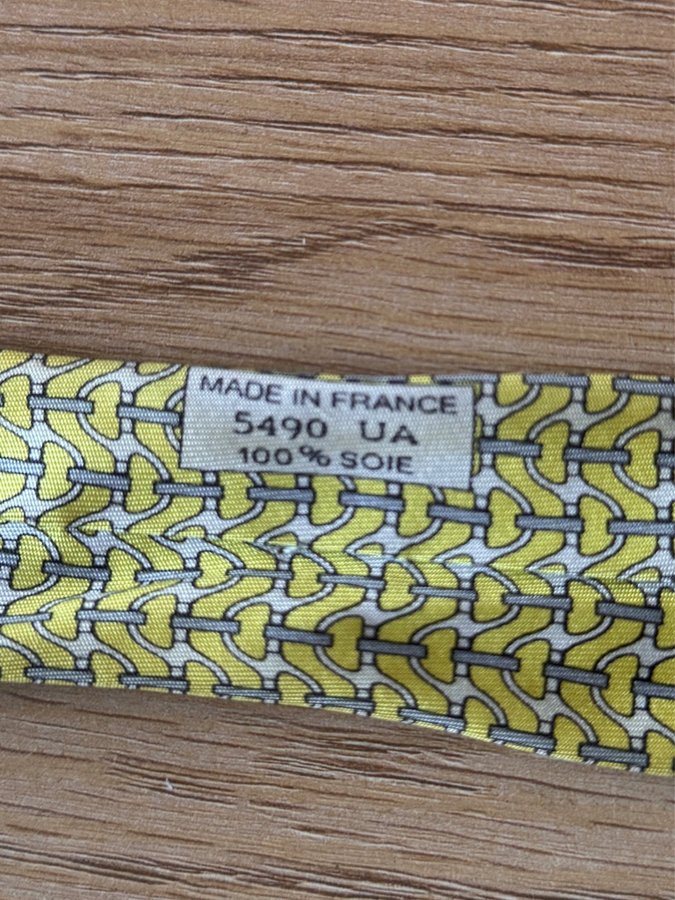 MADE IN FRANCE
5490 UA
100% SOIE